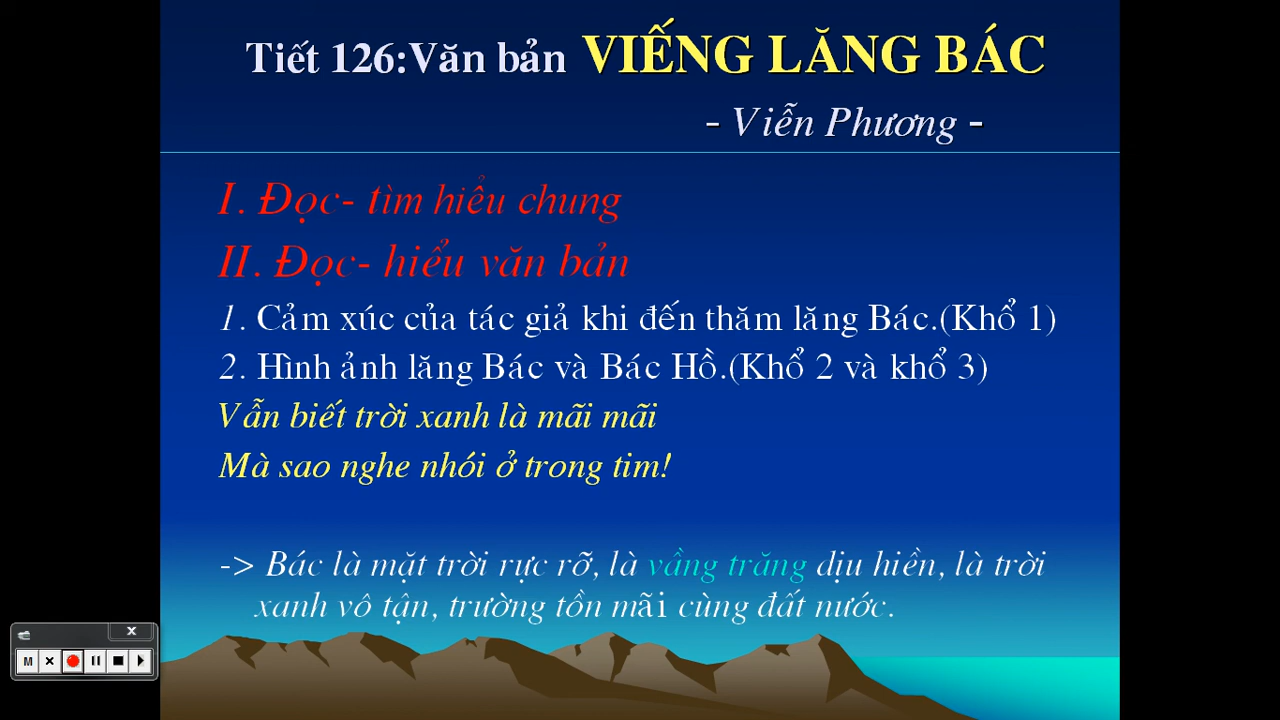 Tiết 126:Văn bản VIẾNG LĂNG BÁC
- Viễn Phương -
I. Đọc- tìm hiểu chung
II. Đọc- hiểu văn bản
1. Cảm xúc của tác giả khi đến thăm lăng Bác.(Khổ 1)
2. Hình ảnh lăng Bác và Bác Hồ.(Khổ 2 và khổ 3)
Vẫn biết trời xanh là mãi mãi
Mà sao nghe nhói ở trong tim!
-> Bác là mặt trời rực rỡ, là vầng trăng dịu hiền, là trời
xanh vô tận, trường tồn mãi cùng đất nước.
M